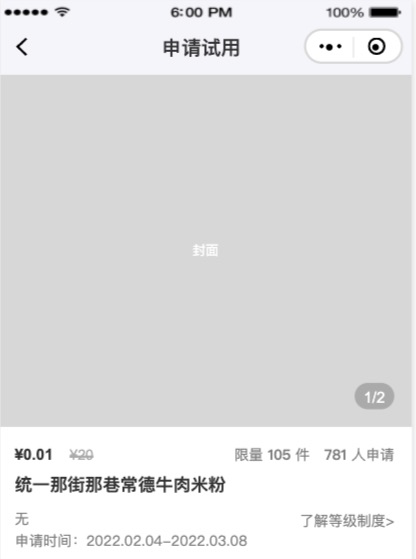 6:00 PM 100%
申请试用
封面
1/2
¥0.01 ¥20 限量 105 件 781 人申请
统一那街那巷常德牛肉米粉
无
了解等级制度>
申请时间：2022.02.04-2022.03.08